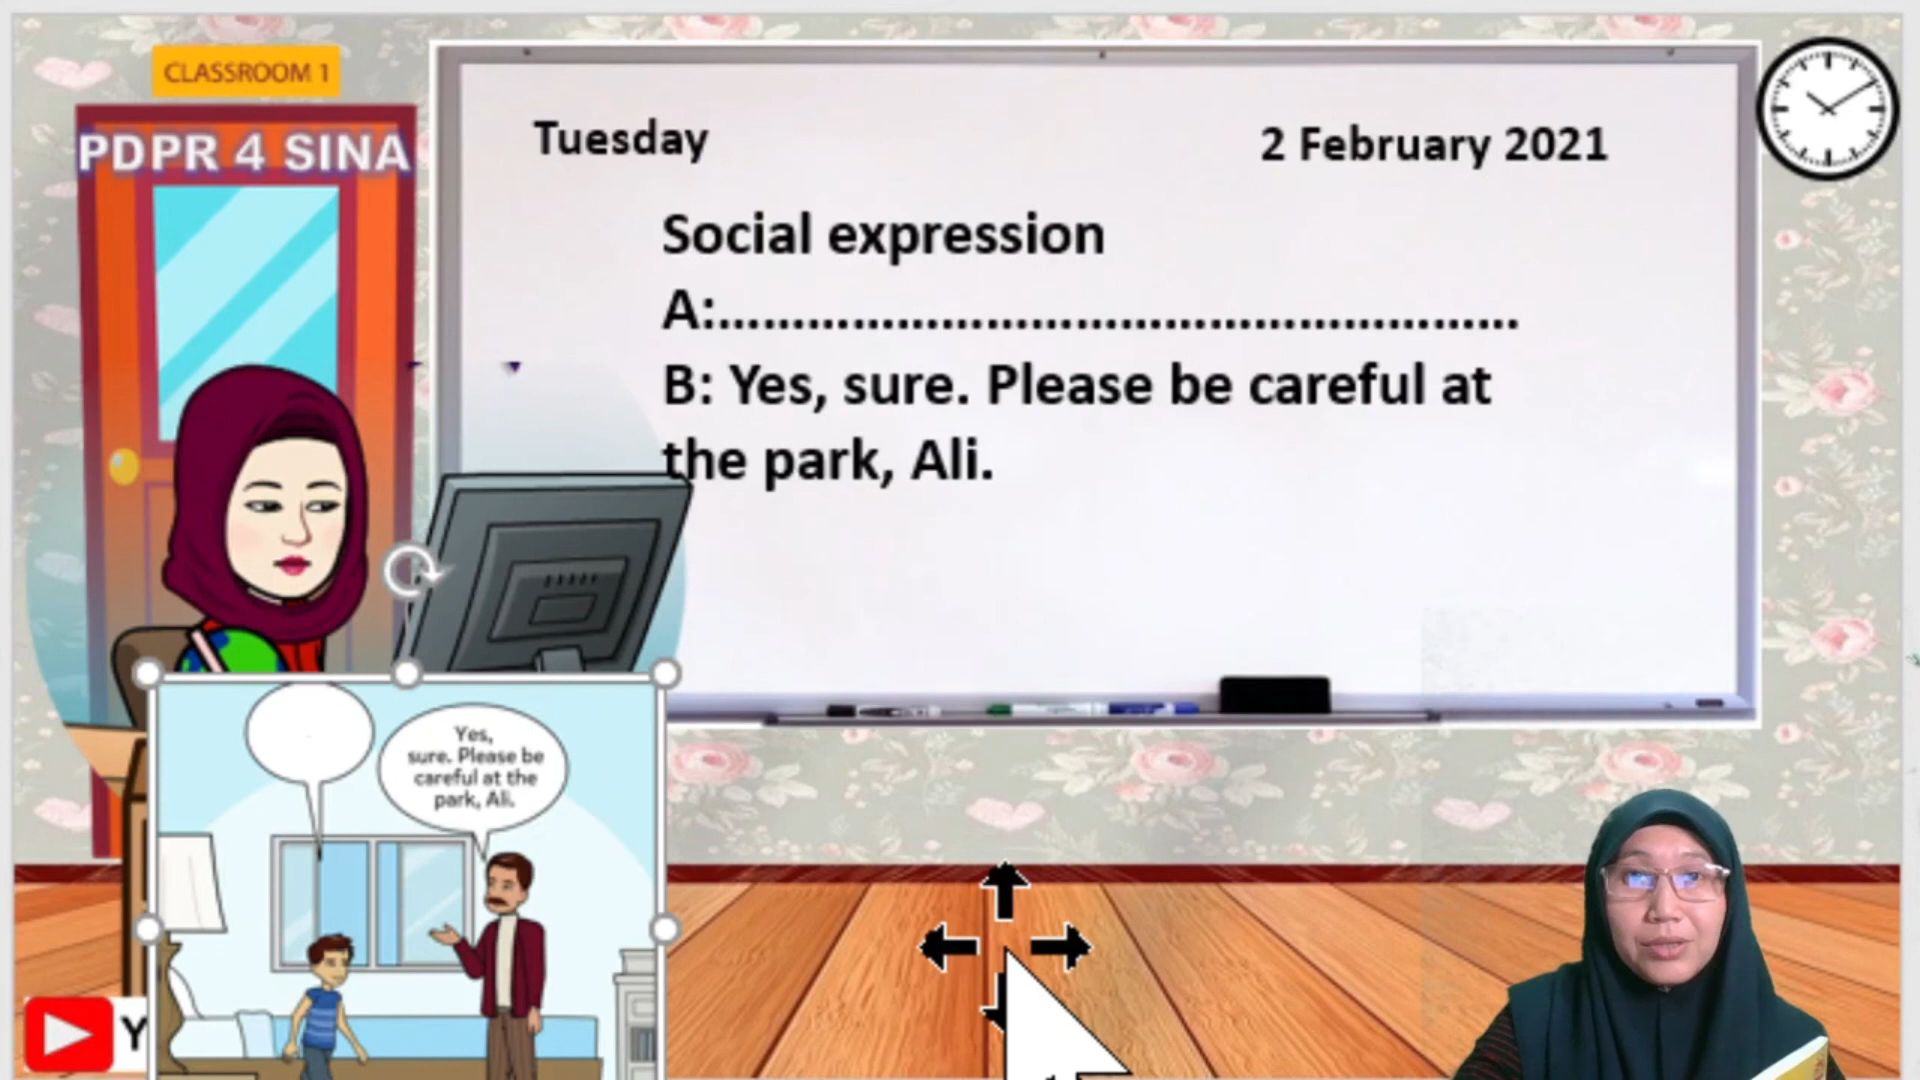 CLASSROOM 1
PDPR 4 SINA
Tuesday
2 February 2021
Social expression
A:......................................................
B: Yes, sure. Please be careful at
the park, Ali.
Yes,
sure. Please be
careful at the
park, Ali.
Y